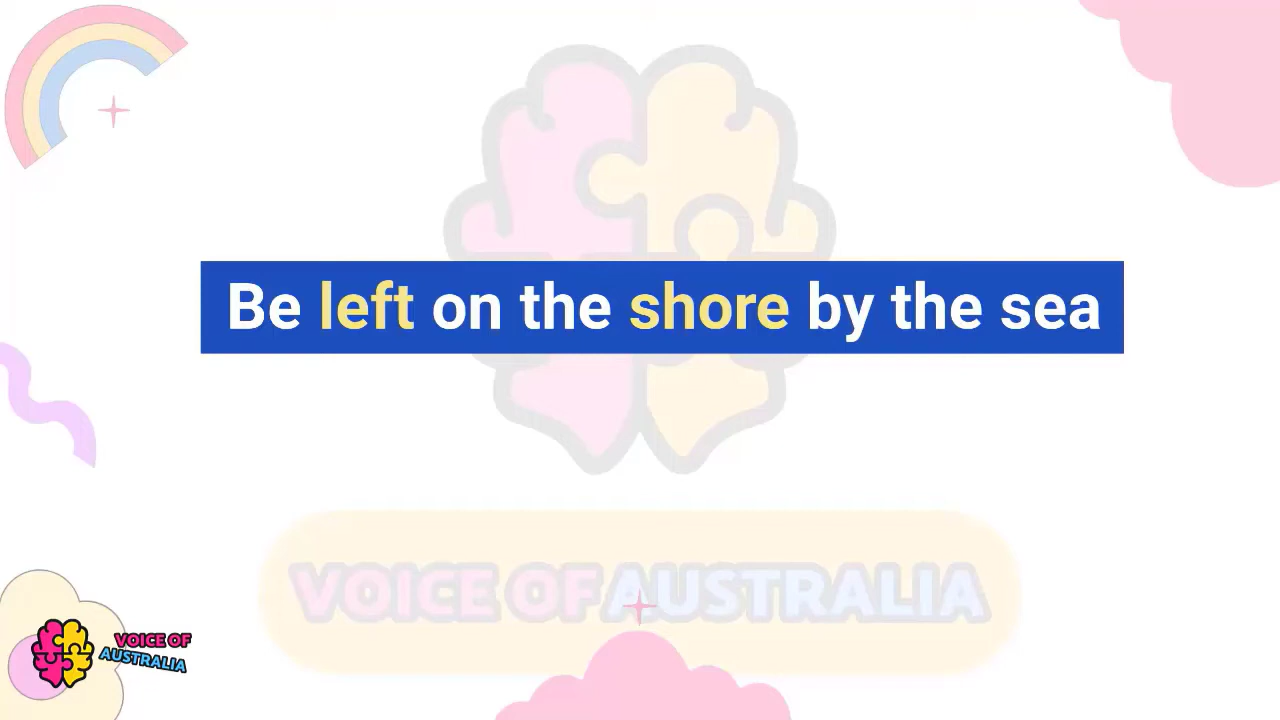 Be left on the shore by the sea
VOICE OF AUSTRALIA
VOICE OF
AUSTRALIA